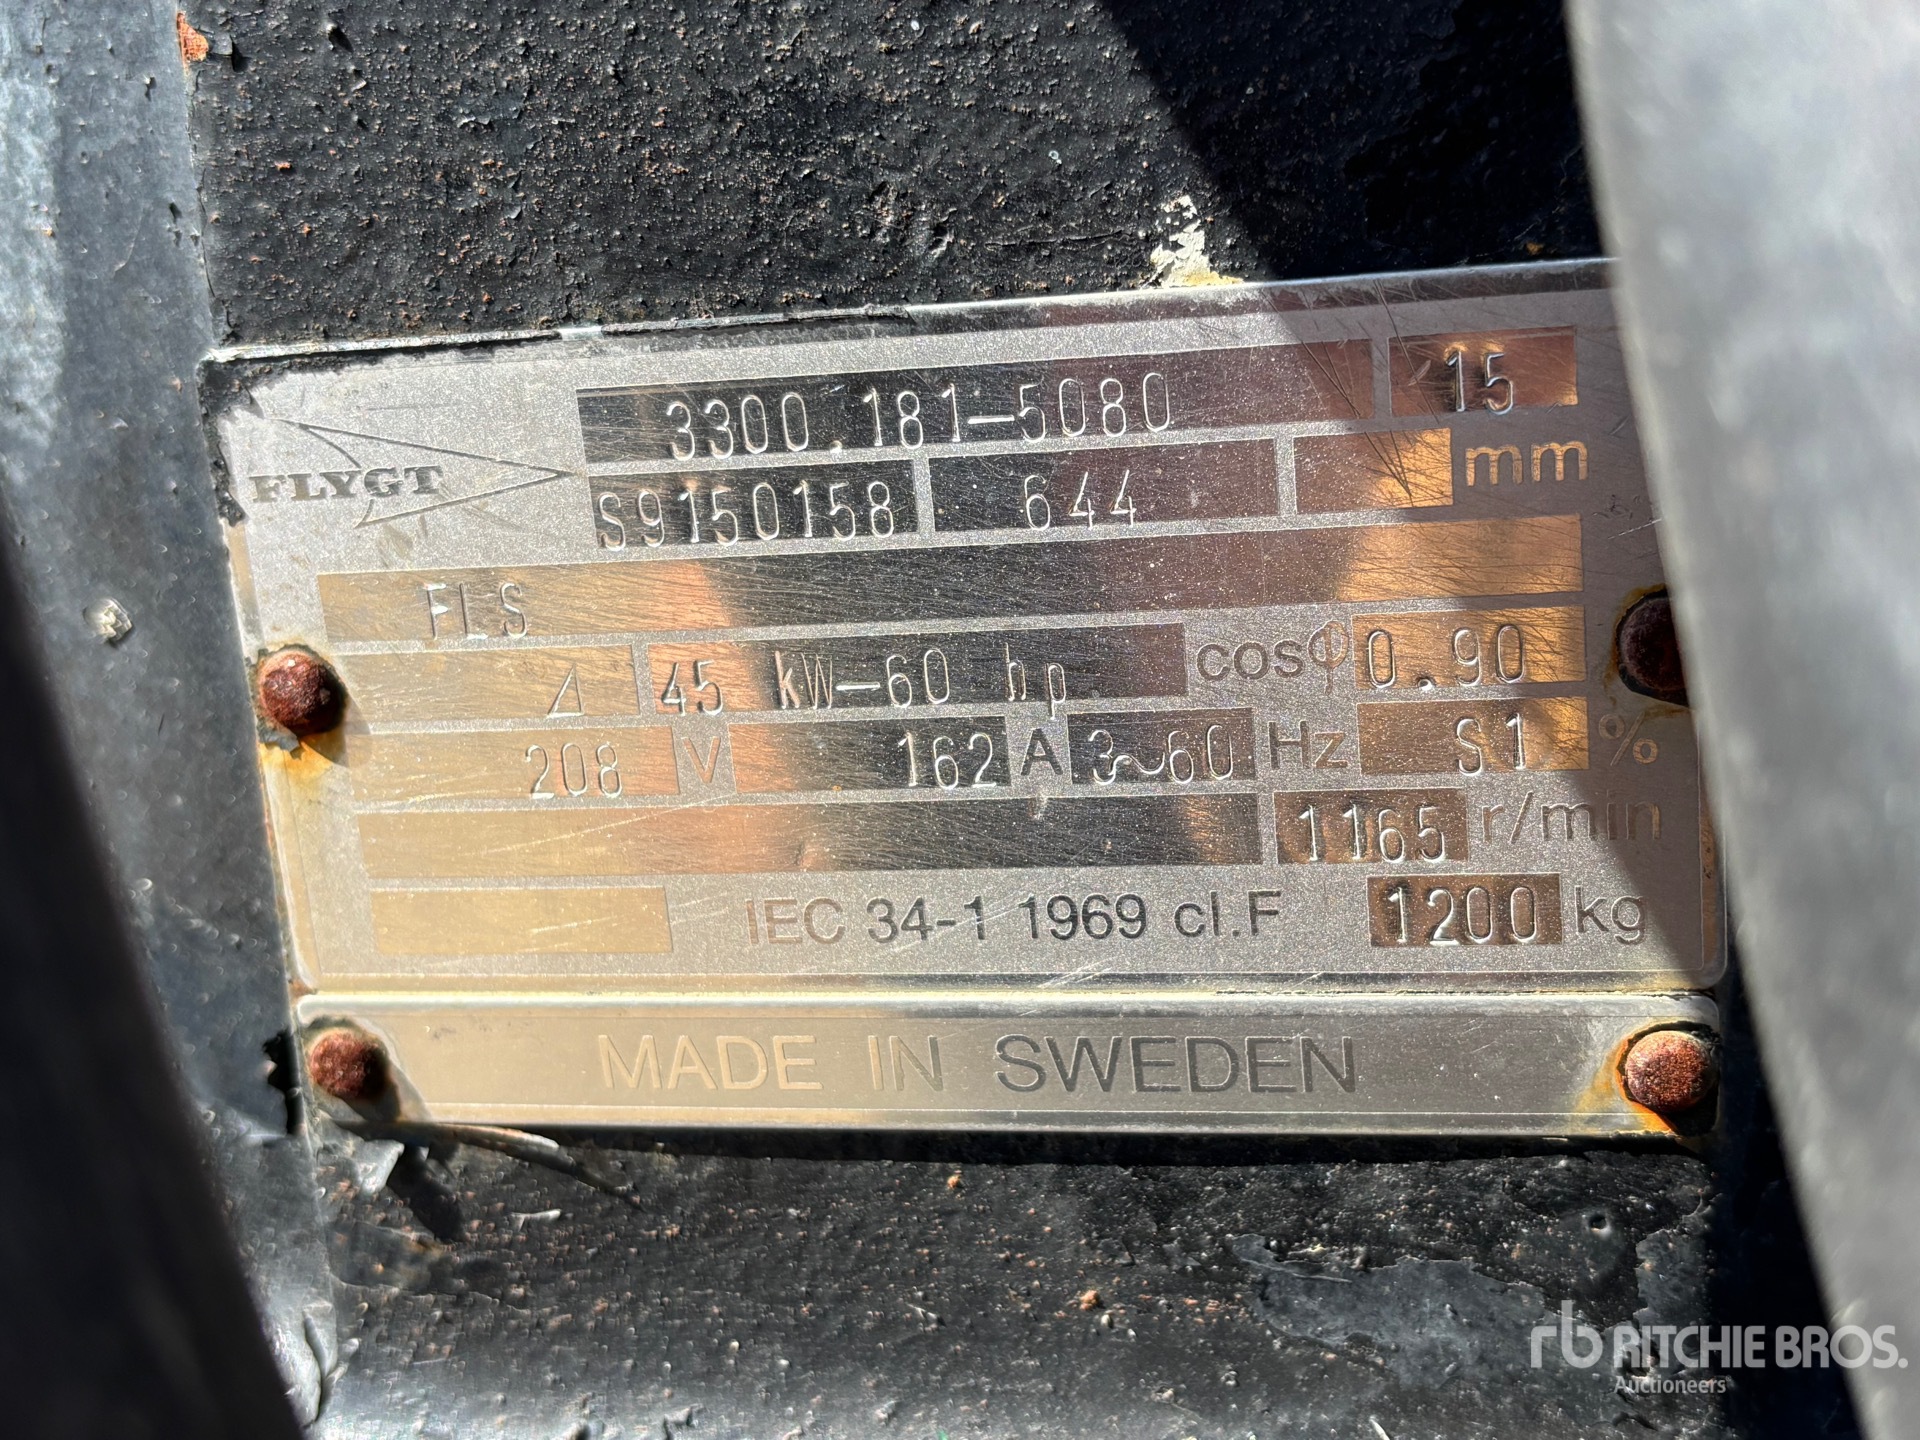 FLYGT
3300.181-5080 15
S9150158 644 mm
FLS
Δ 45 kW-60 hp cosφ 0.90
208 V 162 A 3~60 Hz S1 %
1165 r/min
IEC 34-1 1969 cl.F 1200 kg
MADE IN SWEDEN
rb RITCHIE BROS.
Auctioneers